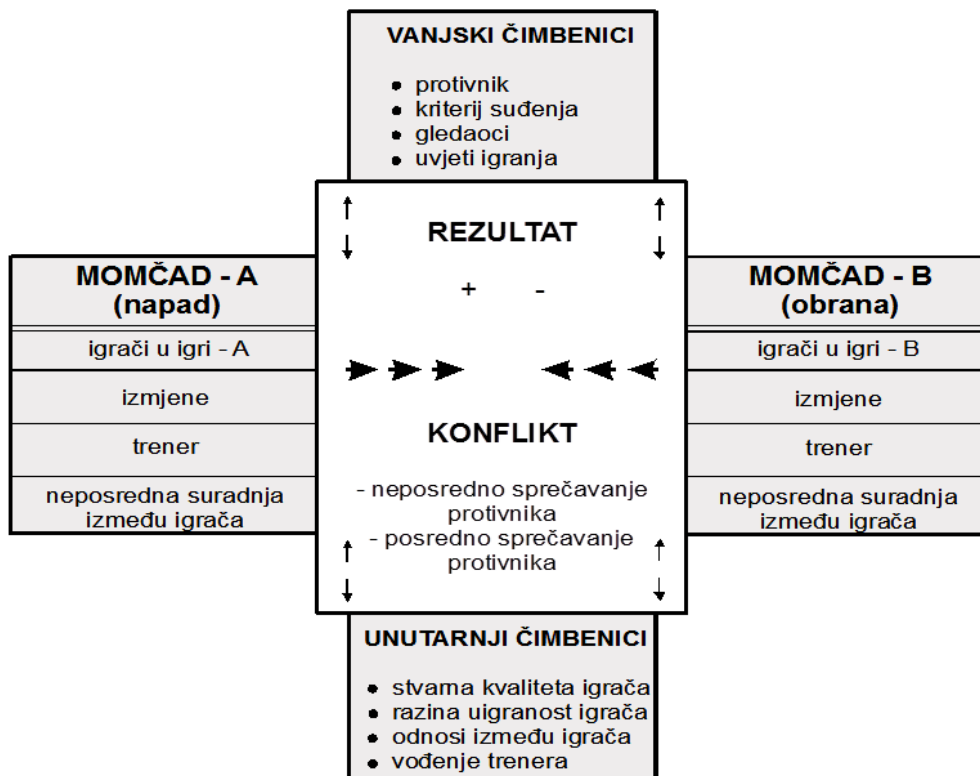 VANJSKI ČIMBENICI
• protivnik
• kriterij suđenja
• gledaoci
• uvjeti igranja
MOMČAD - A
(napad)
igrači u igri - A
izmjene
trener
neposredna suradnja
između igrača
REZULTAT
+ -
KONFLIKT
- neposredno sprečavanje
protivnika
- posredno sprečavanje
protivnika
MOMČAD - B
(obrana)
igrači u igri - B
izmjene
trener
neposredna suradnja
između igrača
UNUTARNJI ČIMBENICI
• stvarna kvaliteta igrača
• razina uigranost igrača
• odnosi između igrača
• vođenje trenera